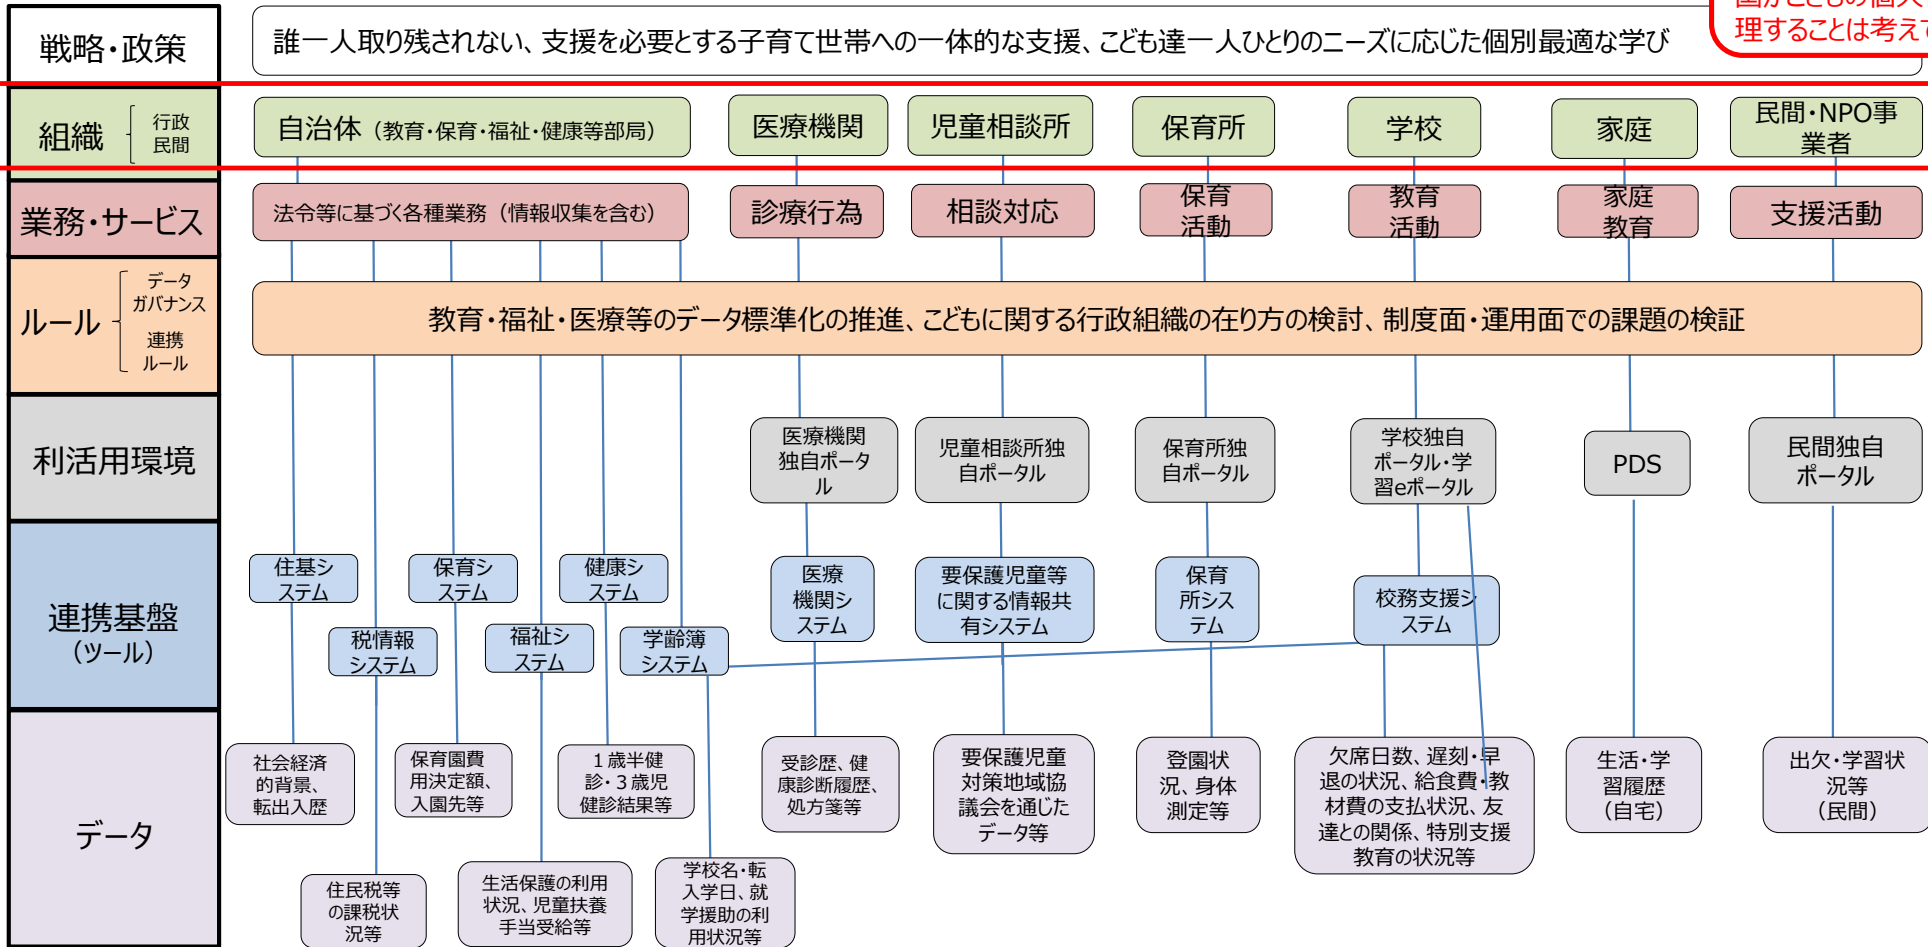 国がこどもの個人
理することは考えて
戦略・政策
誰一人取り残されない、支援を必要とする子育て世帯への一体的な支援、こども達一人ひとりのニーズに応じた個別最適な学び
組織
行政
民間
自治体（教育・保育・福祉・健康等部局）
医療機関
児童相談所
保育所
学校
家庭
民間・NPO事
業者
業務・サービス
法令等に基づく各種業務（情報収集を含む）
診療行為
相談対応
保育
活動
教育
活動
家庭
教育
支援活動
ルール
データ
ガバナンス
連携
ルール
教育・福祉・医療等のデータ標準化の推進、こどもに関する行政組織の在り方の検討、制度面・運用面での課題の検証
利活用環境
医療機関
独自ポータ
ル
児童相談所独
自ポータル
保育所独
自ポータル
学校独自
ポータル・学
習eポータル
PDS
民間独自
ポータル
連携基盤
（ツール）
住基シ
ステム
税情報
システム
保育シ
ステム
福祉シ
ステム
健康シ
ステム
学齢簿
システム
医療
機関シ
ステム
要保護児童等
に関する情報共
有システム
保育
所シス
テム
校務支援シ
ステム
データ
社会経済
的背景、
転出入歴
住民税等
の課税状
況等
保育園費
用決定額、
入園先等
生活保護の利用
状況、児童扶養
手当受給等
１歳半健
診・３歳児
健診結果等
学校名・転
入学日、就
学援助の利
用状況等
受診歴、健
康診断履歴、
処方箋等
要保護児童
対策地域協
議会を通じた
データ等
登園状
況、身体
測定等
欠席日数、遅刻・早
退の状況、給食費・教
材費の支払状況、友
達との関係、特別支援
教育の状況等
生活・学
習履歴
（自宅）
出欠・学習状
況等
（民間）